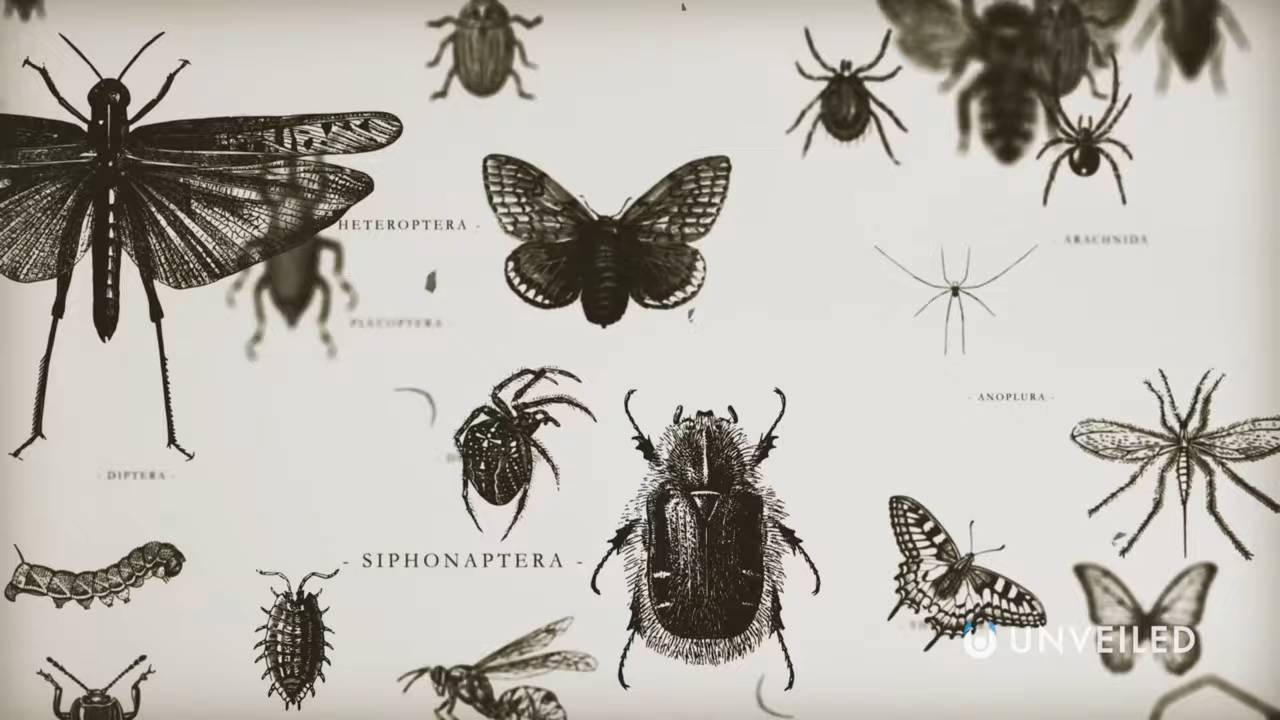 HETEROPTERA -
- ARACHNIDA
PLECOPTERA -
- ANOPLURA -
- DIPTERA -
- SIPHONAPTERA -
UNVEILED